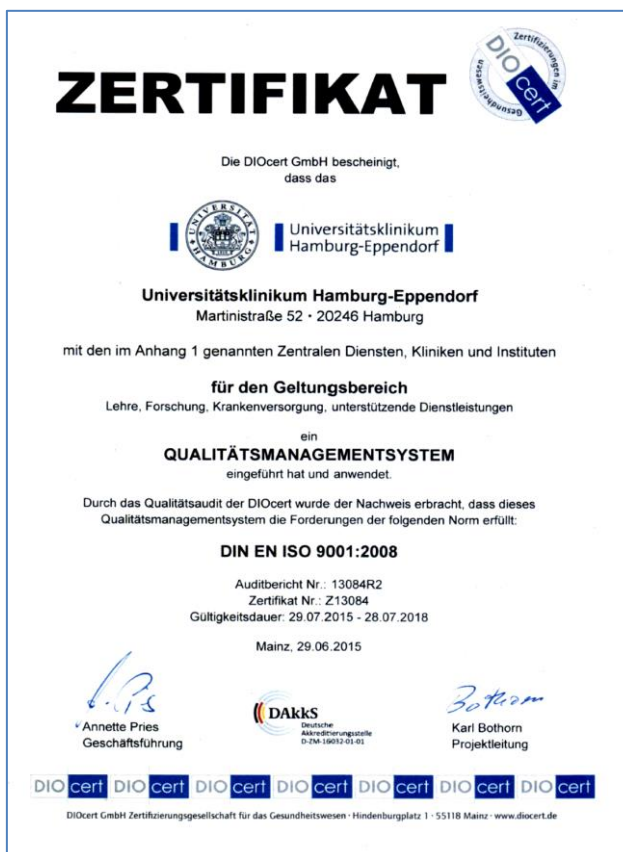 ZERTIFIKAT
DIO cert
Zertifizierungen im
Gesundheitswesen
Die DIOcert GmbH bescheinigt,
dass das
UNIVERSITÄT
HAMBURG
Universitätsklinikum
Hamburg-Eppendorf
Universitätsklinikum Hamburg-Eppendorf
Martinistraße 52 · 20246 Hamburg
mit den im Anhang 1 genannten Zentralen Diensten, Kliniken und Instituten
für den Geltungsbereich
Lehre, Forschung, Krankenversorgung, unterstützende Dienstleistungen
ein
QUALITÄTSMANAGEMENTSYSTEM
eingeführt hat und anwendet.
Durch das Qualitätsaudit der DIOcert wurde der Nachweis erbracht, dass dieses
Qualitätsmanagementsystem die Forderungen der folgenden Norm erfüllt:
DIN EN ISO 9001:2008
Auditbericht Nr.: 13084R2
Zertifikat Nr.: Z13084
Gültigkeitsdauer: 29.07.2015 - 28.07.2018
Mainz, 29.06.2015
Bothorn
Annette Pries
Geschäftsführung
DAkkS
Deutsche
Akkreditierungsstelle
D-ZM-16032-01-01
Karl Bothorn
Projektleitung
DIO cert DIO cert DIO cert DIO cert DIO cert DIO cert DIO cert
DIOcert GmbH Zertifizierungsgesellschaft für das Gesundheitswesen · Hindenburgplatz 1 · 55118 Mainz · www.diocert.de